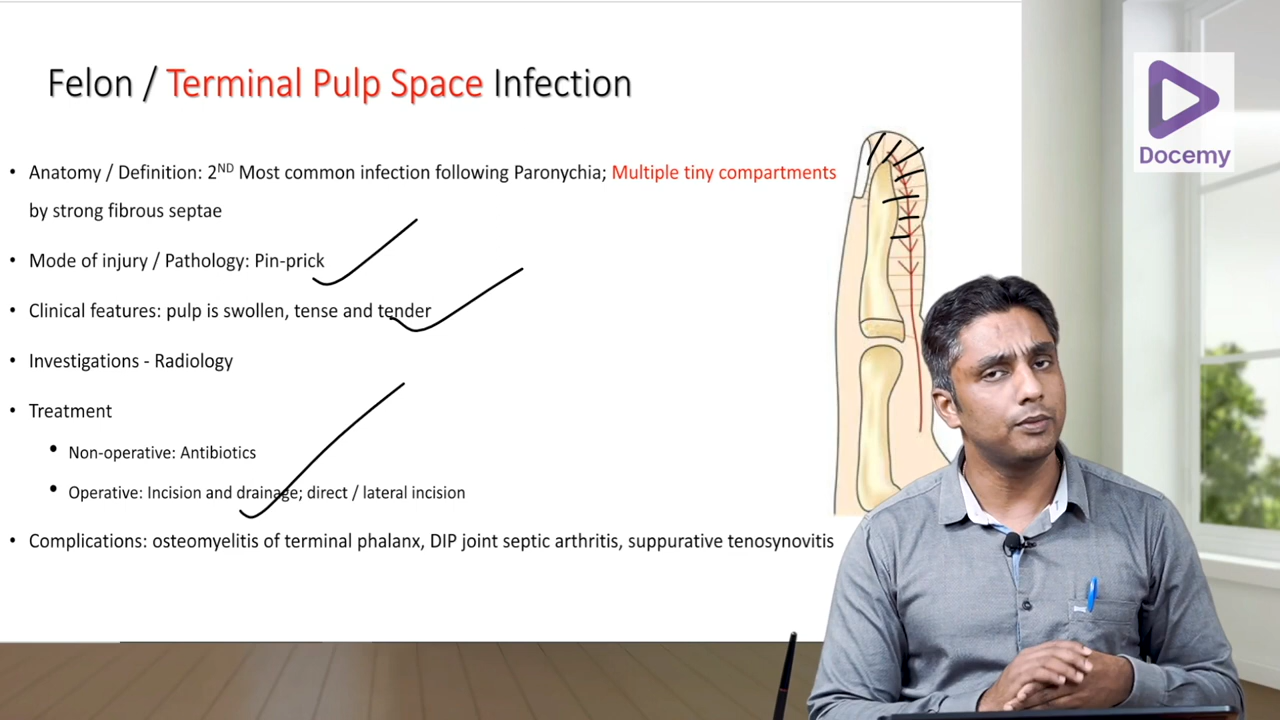 Felon / Terminal Pulp Space Infection
Docemy
• Anatomy / Definition: 2ND Most common infection following Paronychia; Multiple tiny compartments
by strong fibrous septae
• Mode of injury / Pathology: Pin-prick
• Clinical features: pulp is swollen, tense and tender
• Investigations - Radiology
• Treatment
• Non-operative: Antibiotics
• Operative: Incision and drainage; direct / lateral incision
• Complications: osteomyelitis of terminal phalanx, DIP joint septic arthritis, suppurative tenosynovitis